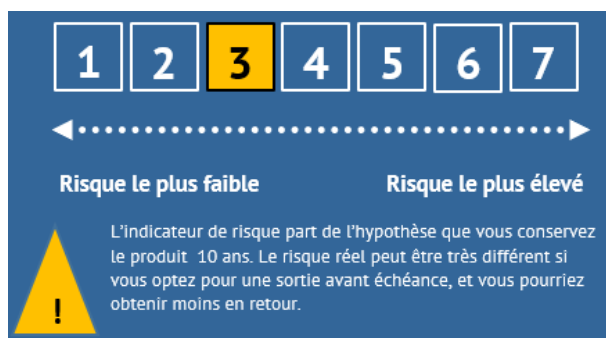 1 2 3 4 5 6 7
Risque le plus faible Risque le plus élevé
L'indicateur de risque part de l'hypothèse que vous conservez
le produit 10 ans. Le risque réel peut être très différent si
vous optez pour une sortie avant échéance, et vous pourriez
obtenir moins en retour.
!